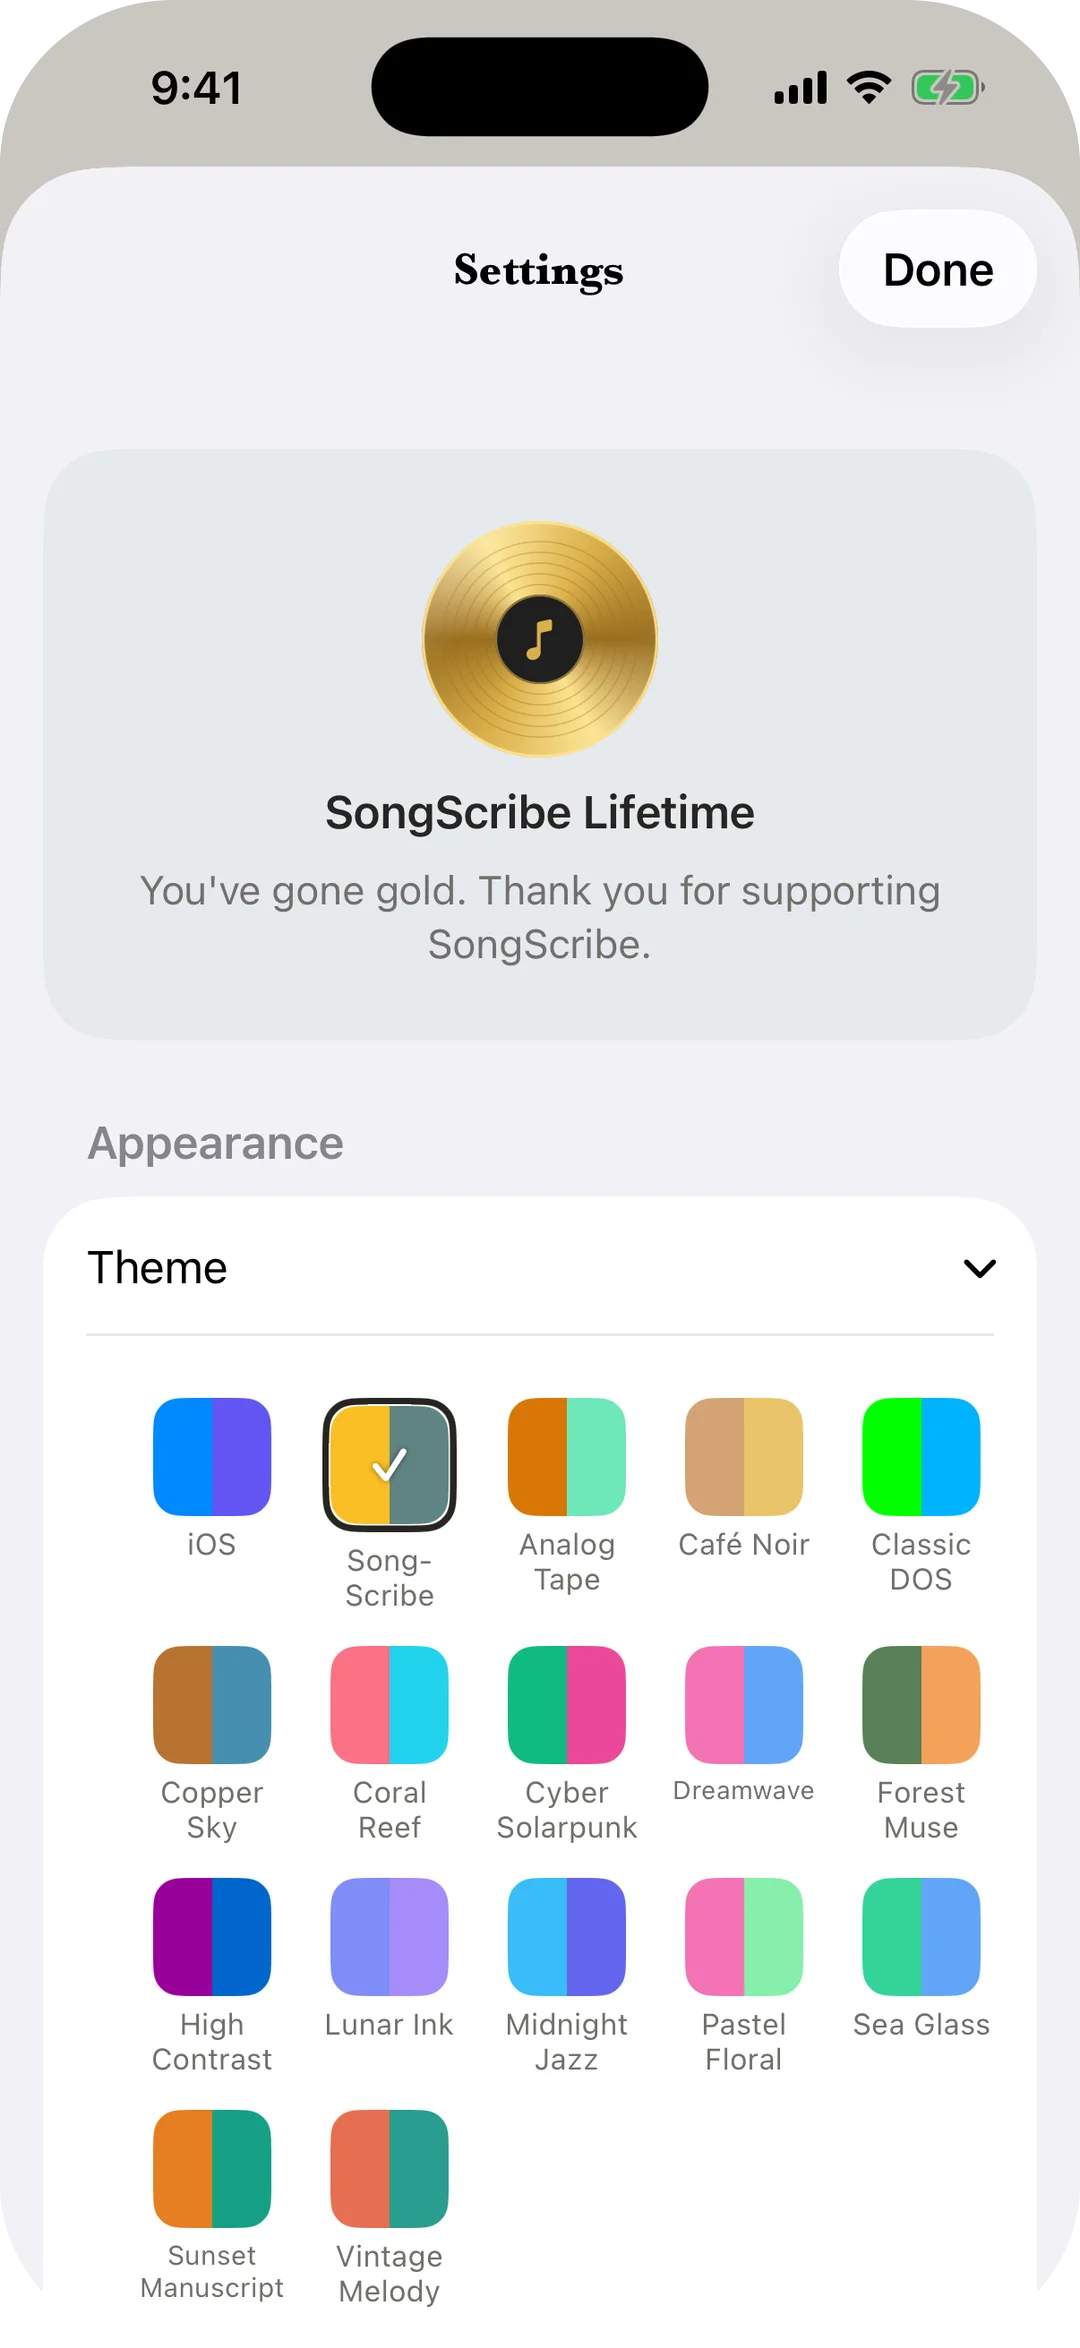 9:41
Settings
Done
SongScribe Lifetime
You've gone gold. Thank you for supporting
SongScribe.
Appearance
Theme
iOS
Song-
Scribe
Analog
Tape
Café Noir
Classic
DOS
Copper
Sky
Coral
Reef
Cyber
Solarpunk
Dreamwave
Forest
Muse
High
Contrast
Lunar Ink
Midnight
Jazz
Pastel
Floral
Sea Glass
Sunset
Manuscript
Vintage
Melody